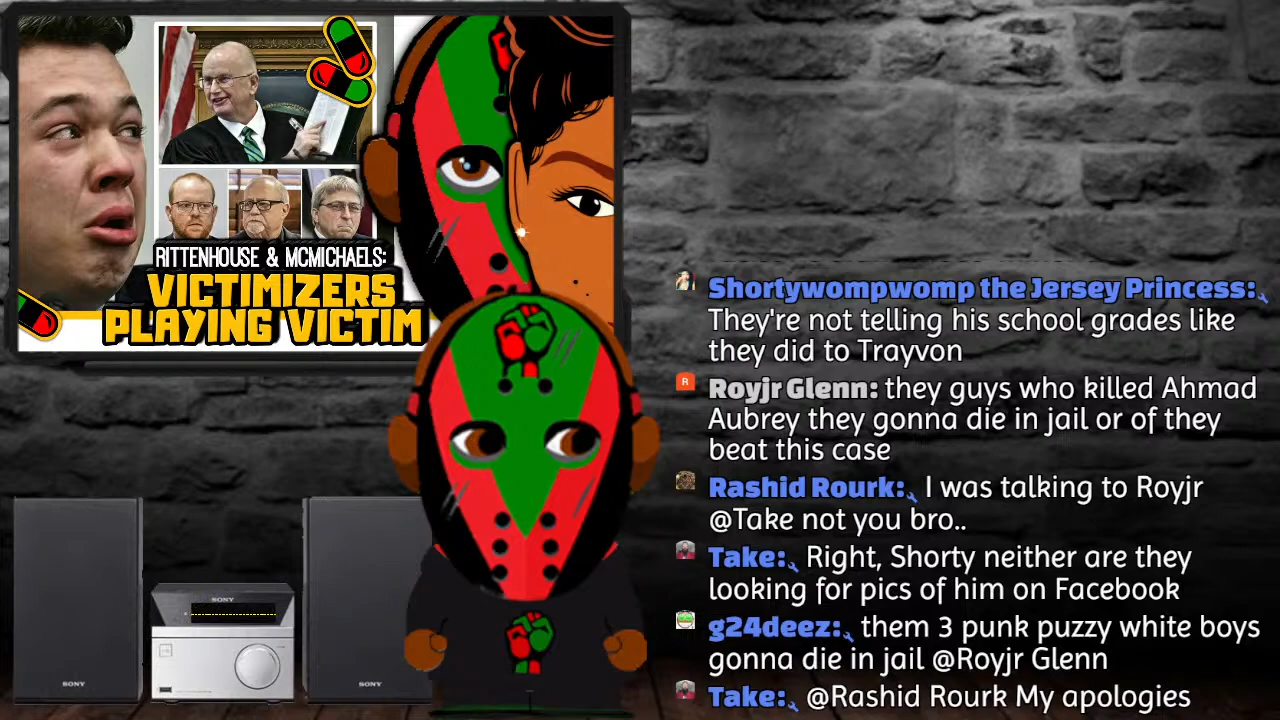 RITTENHOUSE & MCMICHAELS:
VICTIMIZERS
PLAYING VICTIM
SONY
SONY
SONY
Shortywompwomp the Jersey Princess:
They're not telling his school grades like
they did to Trayvon
R
Royjr Glenn: they guys who killed Ahmad
Aubrey they gonna die in jail or of they
beat this case
Rashid Rourk: I was talking to Royjr
@Take not you bro..
Take: Right, Shorty neither are they
looking for pics of him on Facebook
g24deez: them 3 punk puzzy white boys
gonna die in jail @Royjr Glenn
Take: @Rashid Rourk My apologies